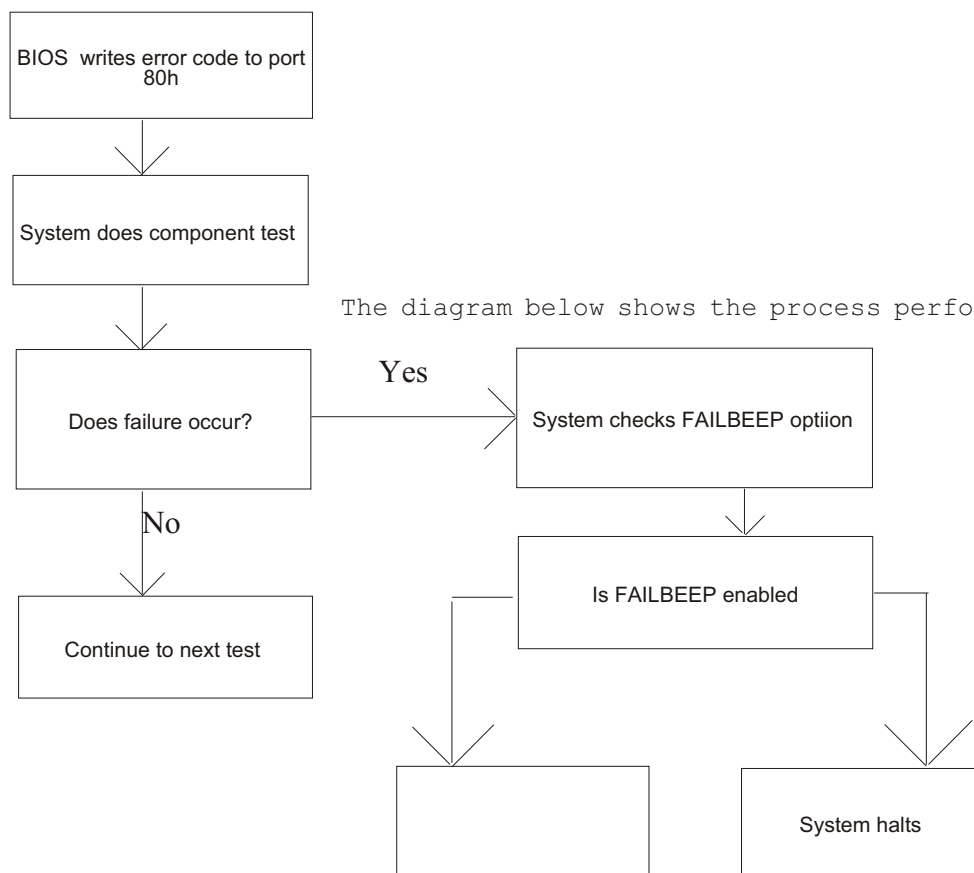 BIOS writes error code to port
80h
System does component test
The diagram below shows the process perfo
Does failure occur?
Yes
System checks FAILBEEP optiion
No
Is FAILBEEP enabled
Continue to next test
System halts